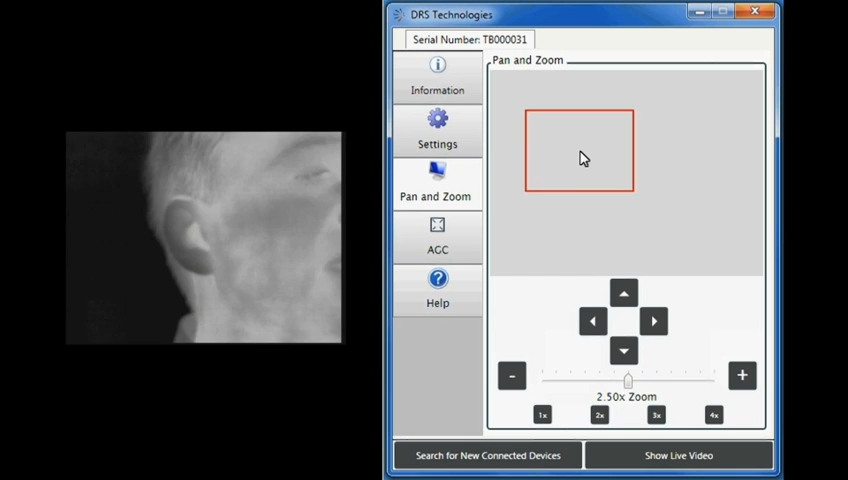 DRS Technologies
Serial Number: TB000031
Information
Settings
Pan and Zoom
AGC
Help
Pan and Zoom
-
+
2.50x Zoom
1x 2x 3x 4x
Search for New Connected Devices
Show Live Video